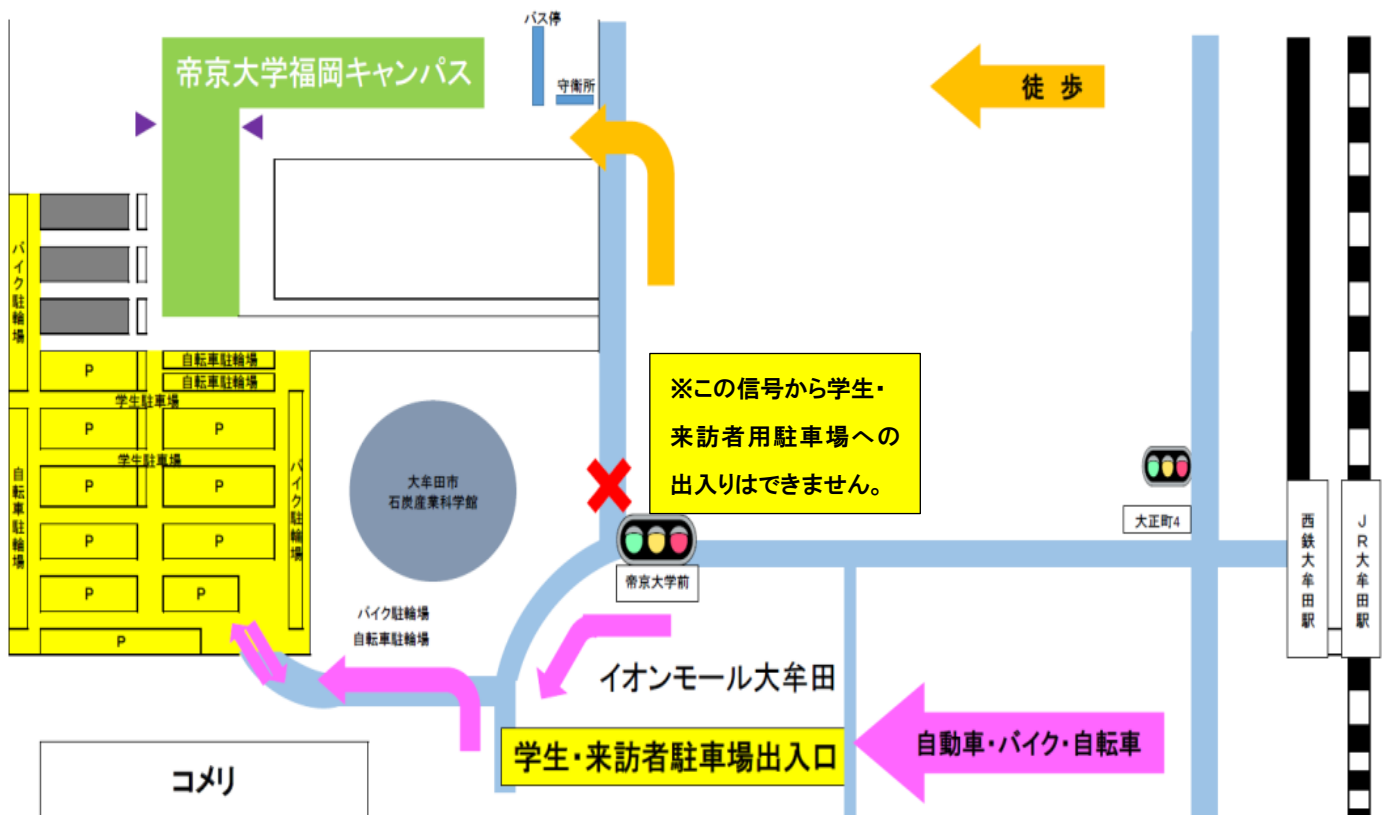 バス停
守衛所
帝京大学福岡キャンパス
徒 歩
バイク駐輪場
P
自転車駐輪場
自転車駐輪場
学生駐車場
P
P
学生駐車場
P
P
P
P
P
P
P
自転車駐輪場
バイク駐輪場
大牟田市
石炭産業科学館
※この信号から学生・
来訪者用駐車場への
出入りはできません。
帝京大学前
大正町4
西鉄大牟田駅
JR大牟田駅
バイク駐輪場
自転車駐輪場
イオンモール大牟田
学生・来訪者駐車場出入口
自動車・バイク・自転車
コメリ